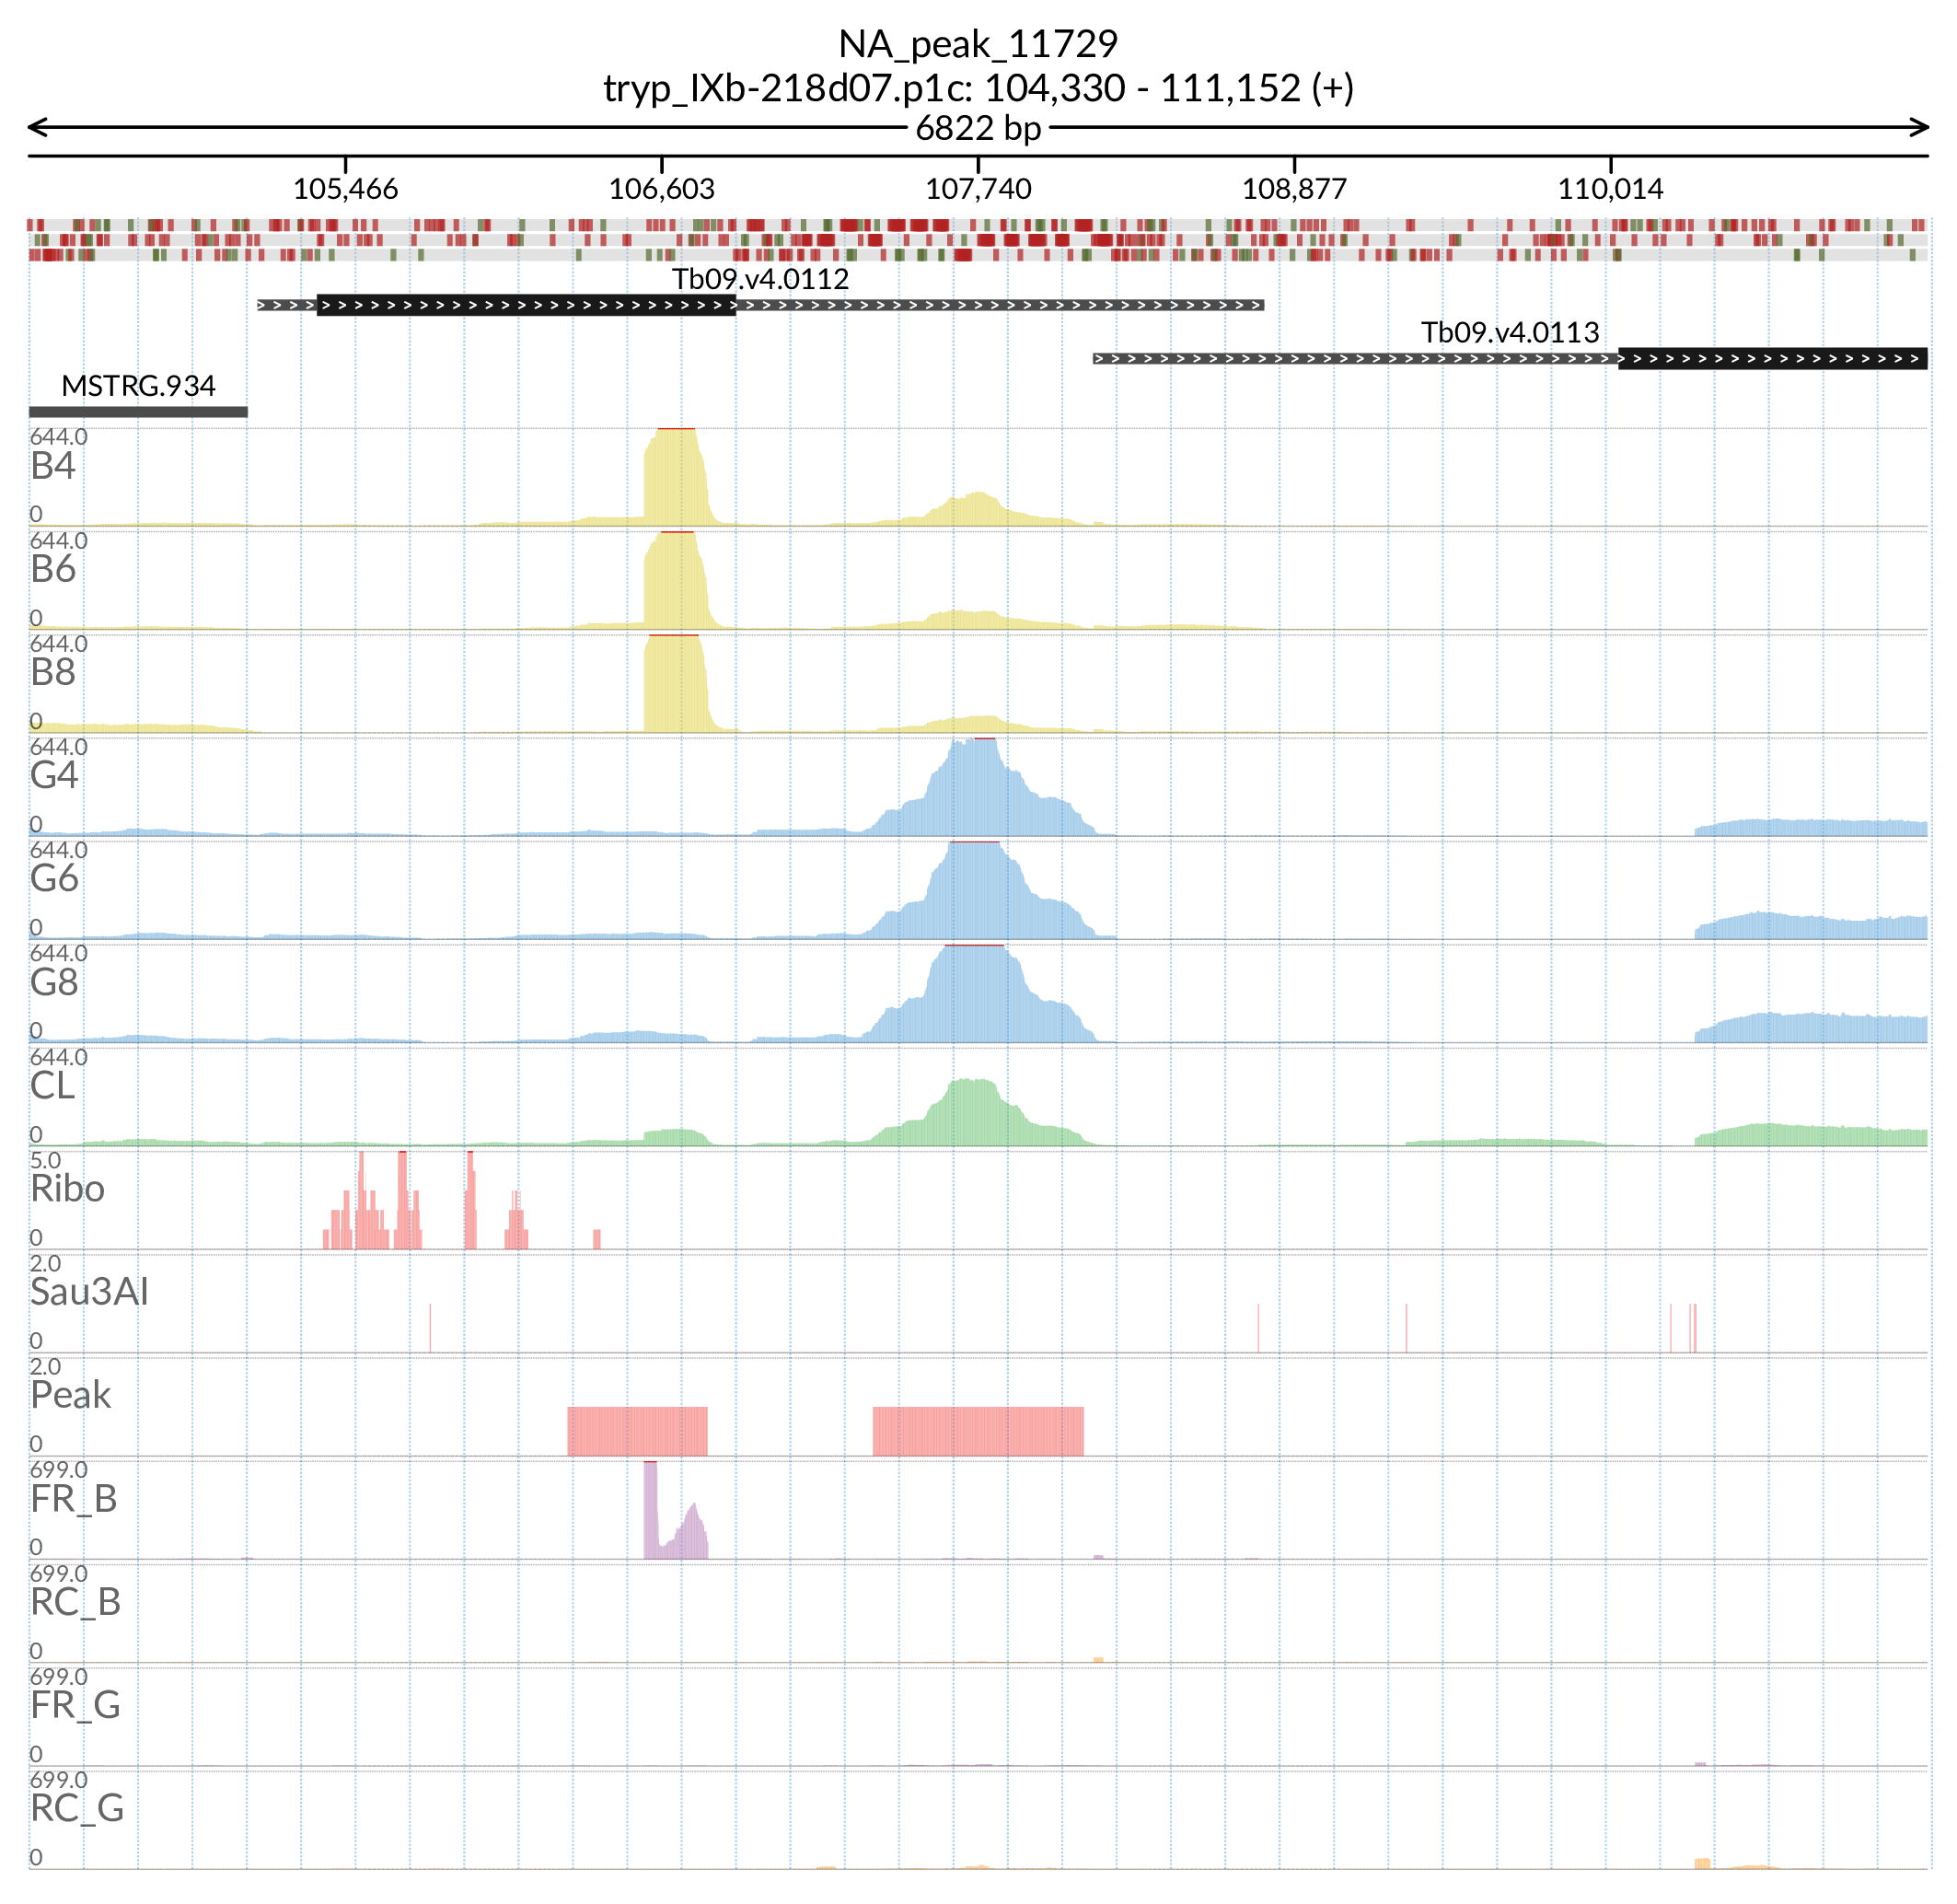 NA_peak_11729
tryp_IXb-218d07.p1c: 104,330 - 111,152 (+)
6822 bp
105,466 106,603 107,740 108,877 110,014
Tb09.v4.0112
Tb09.v4.0113
MSTRG.934
644.0
B4
0
644.0
B6
0
644.0
B8
0
644.0
G4
0
644.0
G6
0
644.0
G8
0
644.0
CL
0
5.0
Ribo
0
2.0
Sau3AI
0
2.0
Peak
0
699.0
FR_B
0
699.0
RC_B
0
699.0
FR_G
0
699.0
RC_G
0